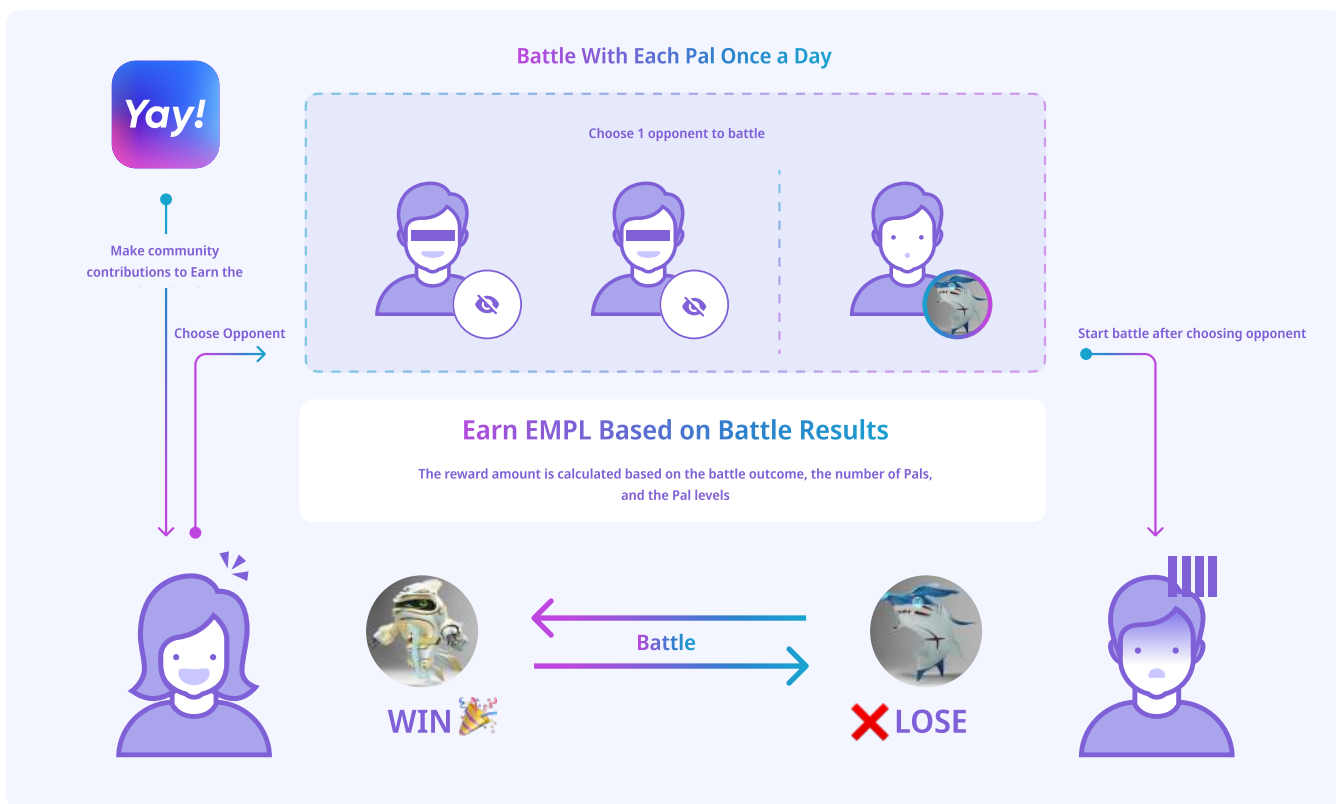 Battle With Each Pal Once a Day
Yay!
Choose 1 opponent to battle
Make community
contributions to Earn the
Choose Opponent
Start battle after choosing opponent
Earn EMPL Based on Battle Results
The reward amount is calculated based on the battle outcome, the number of Pals,
and the Pal levels
Battle
WIN
LOSE